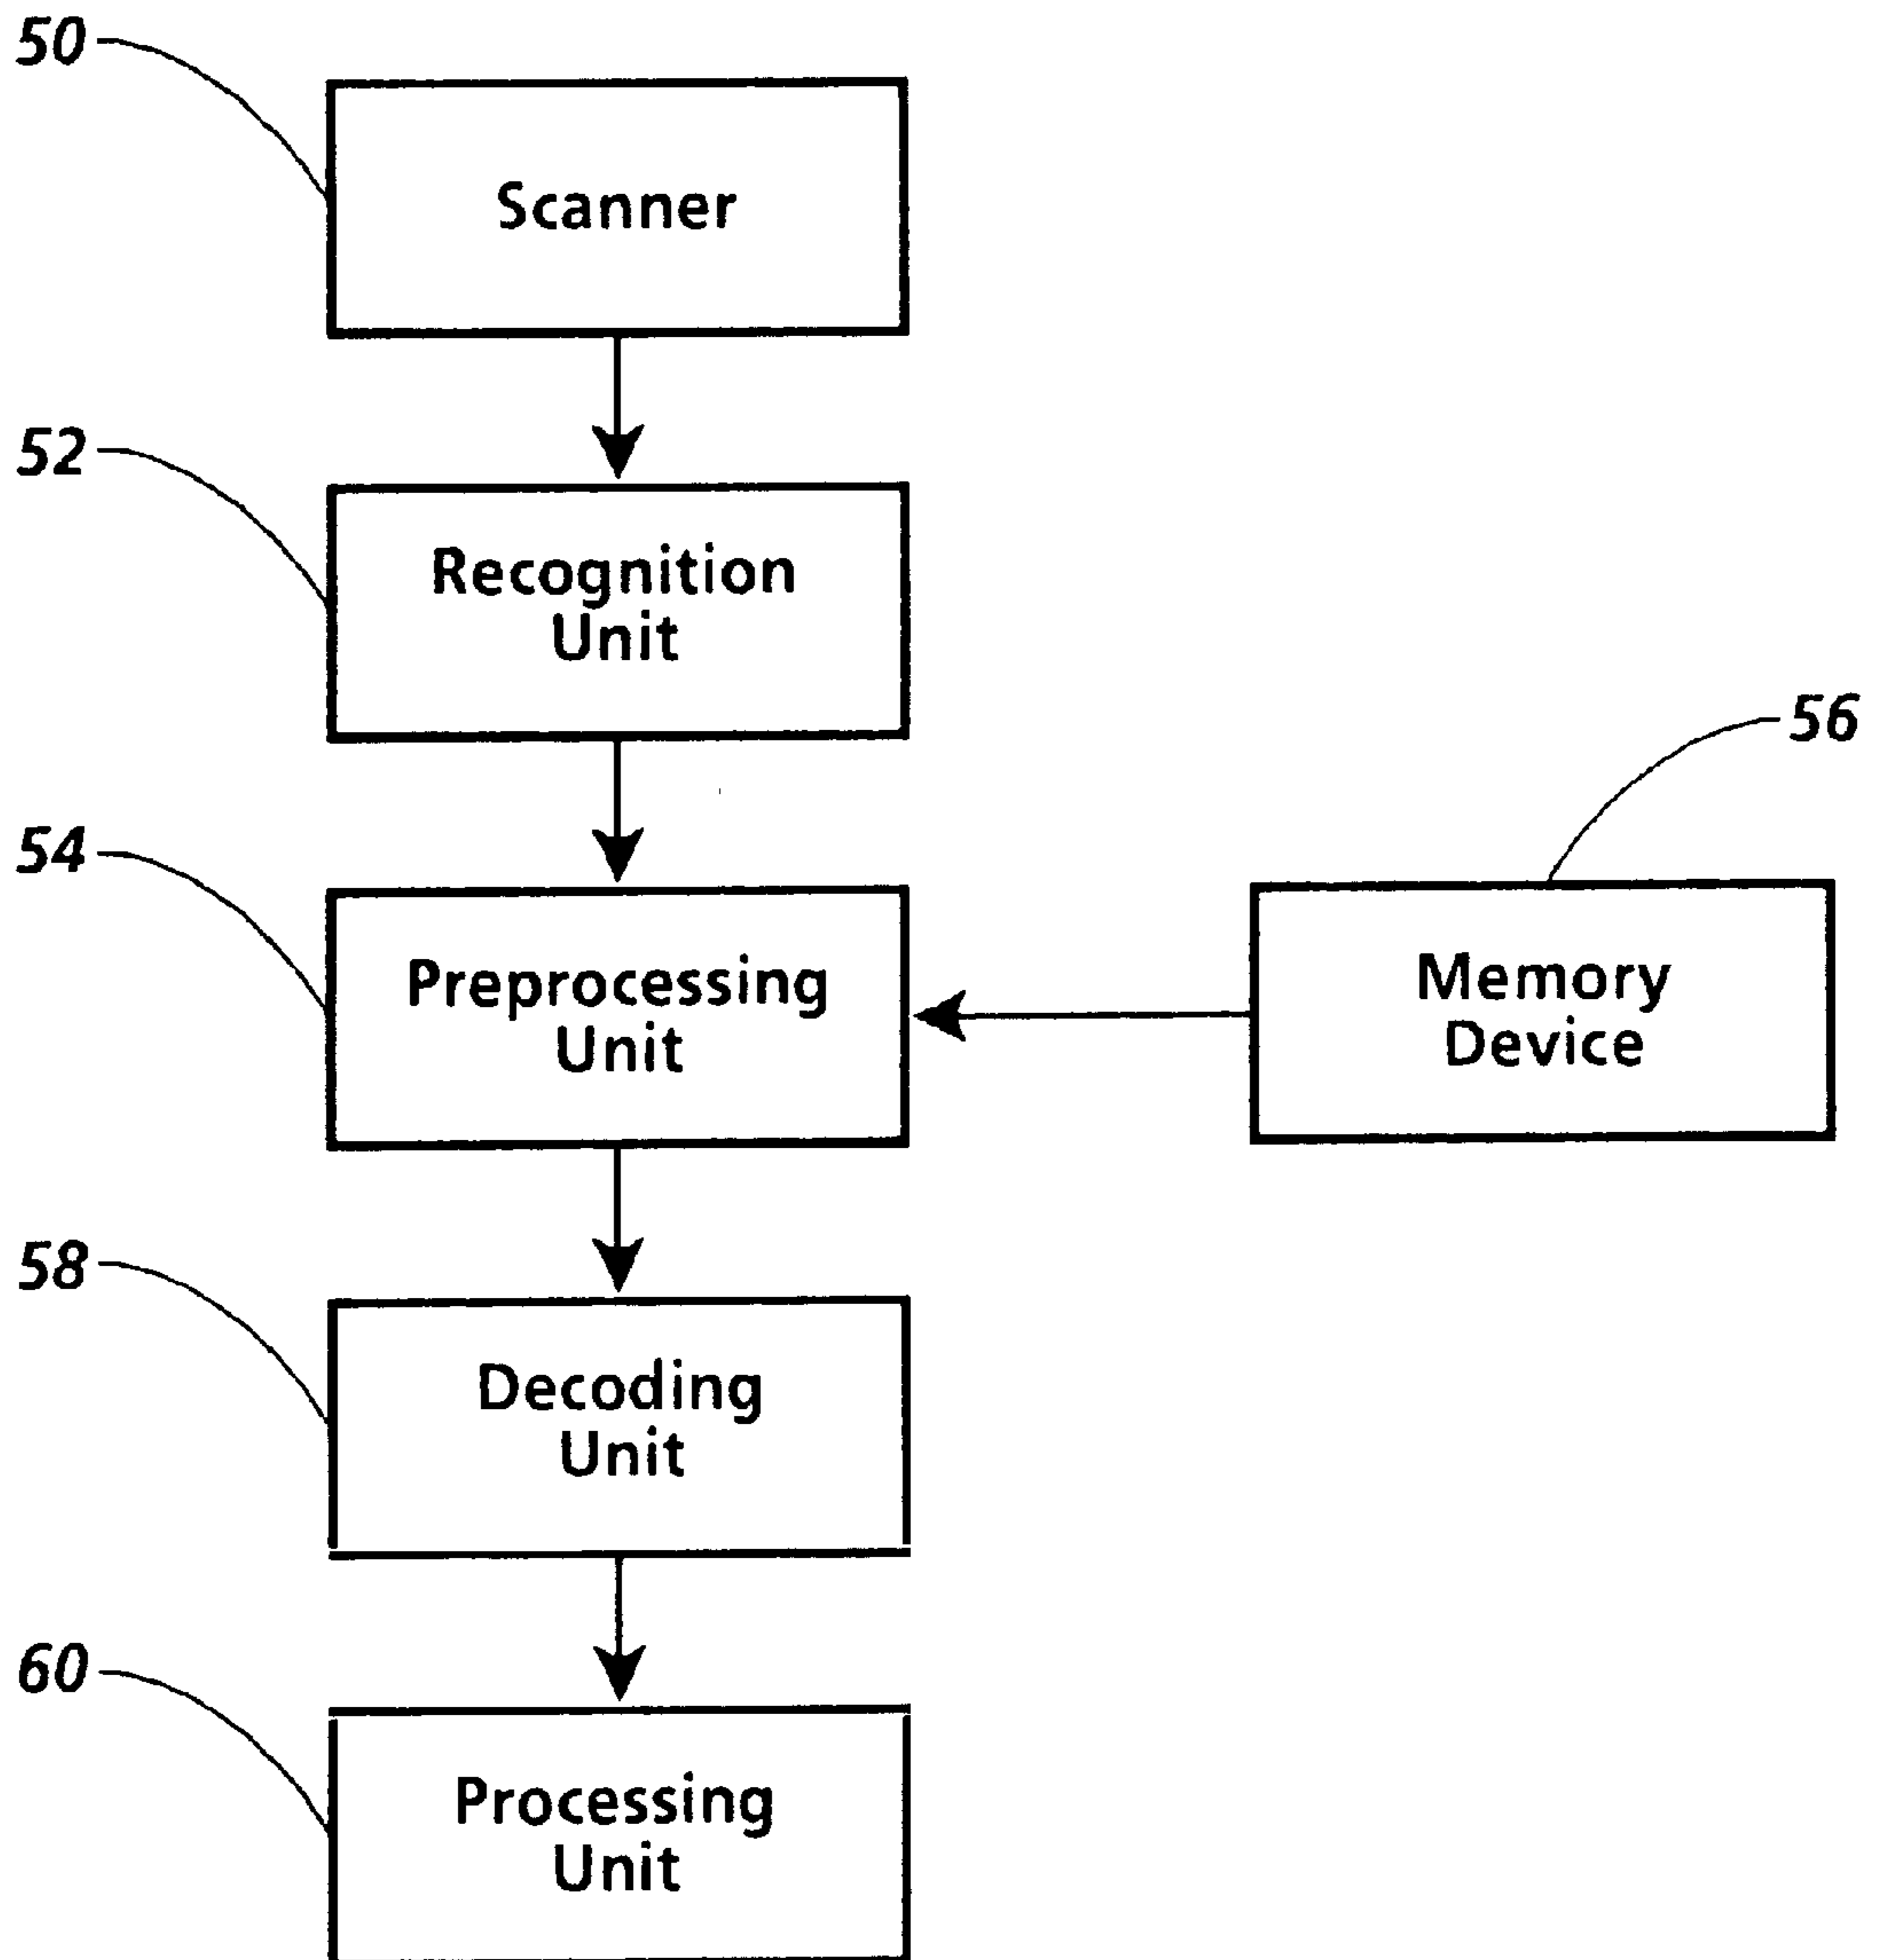 50
Scanner
52
Recognition
Unit
56
54
Preprocessing
Unit
Memory
Device
58
Decoding
Unit
60
Processing
Unit